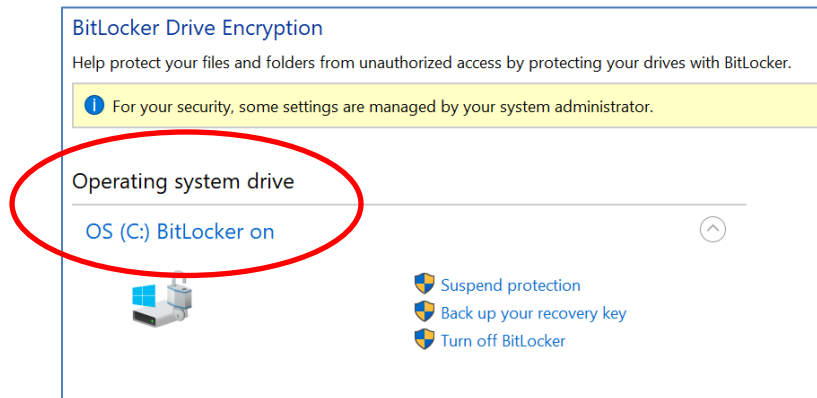 BitLocker Drive Encryption
Help protect your files and folders from unauthorized access by protecting your drives with BitLocker.
For your security, some settings are managed by your system administrator.
Operating system drive
OS (C:) BitLocker on
Suspend protection
Back up your recovery key
Turn off BitLocker